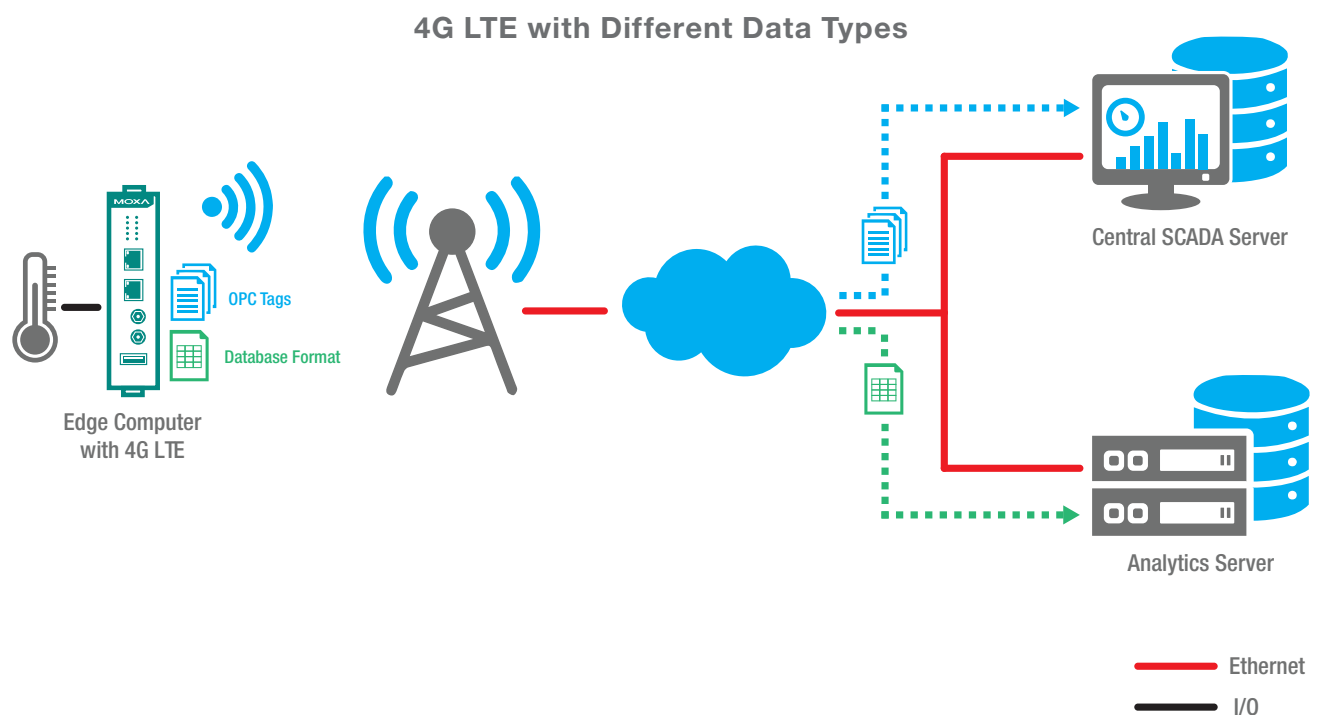 4G LTE with Different Data Types
MOXA
OPC Tags
Database Format
Edge Computer
with 4G LTE
Central SCADA Server
Analytics Server
Ethernet
I/O